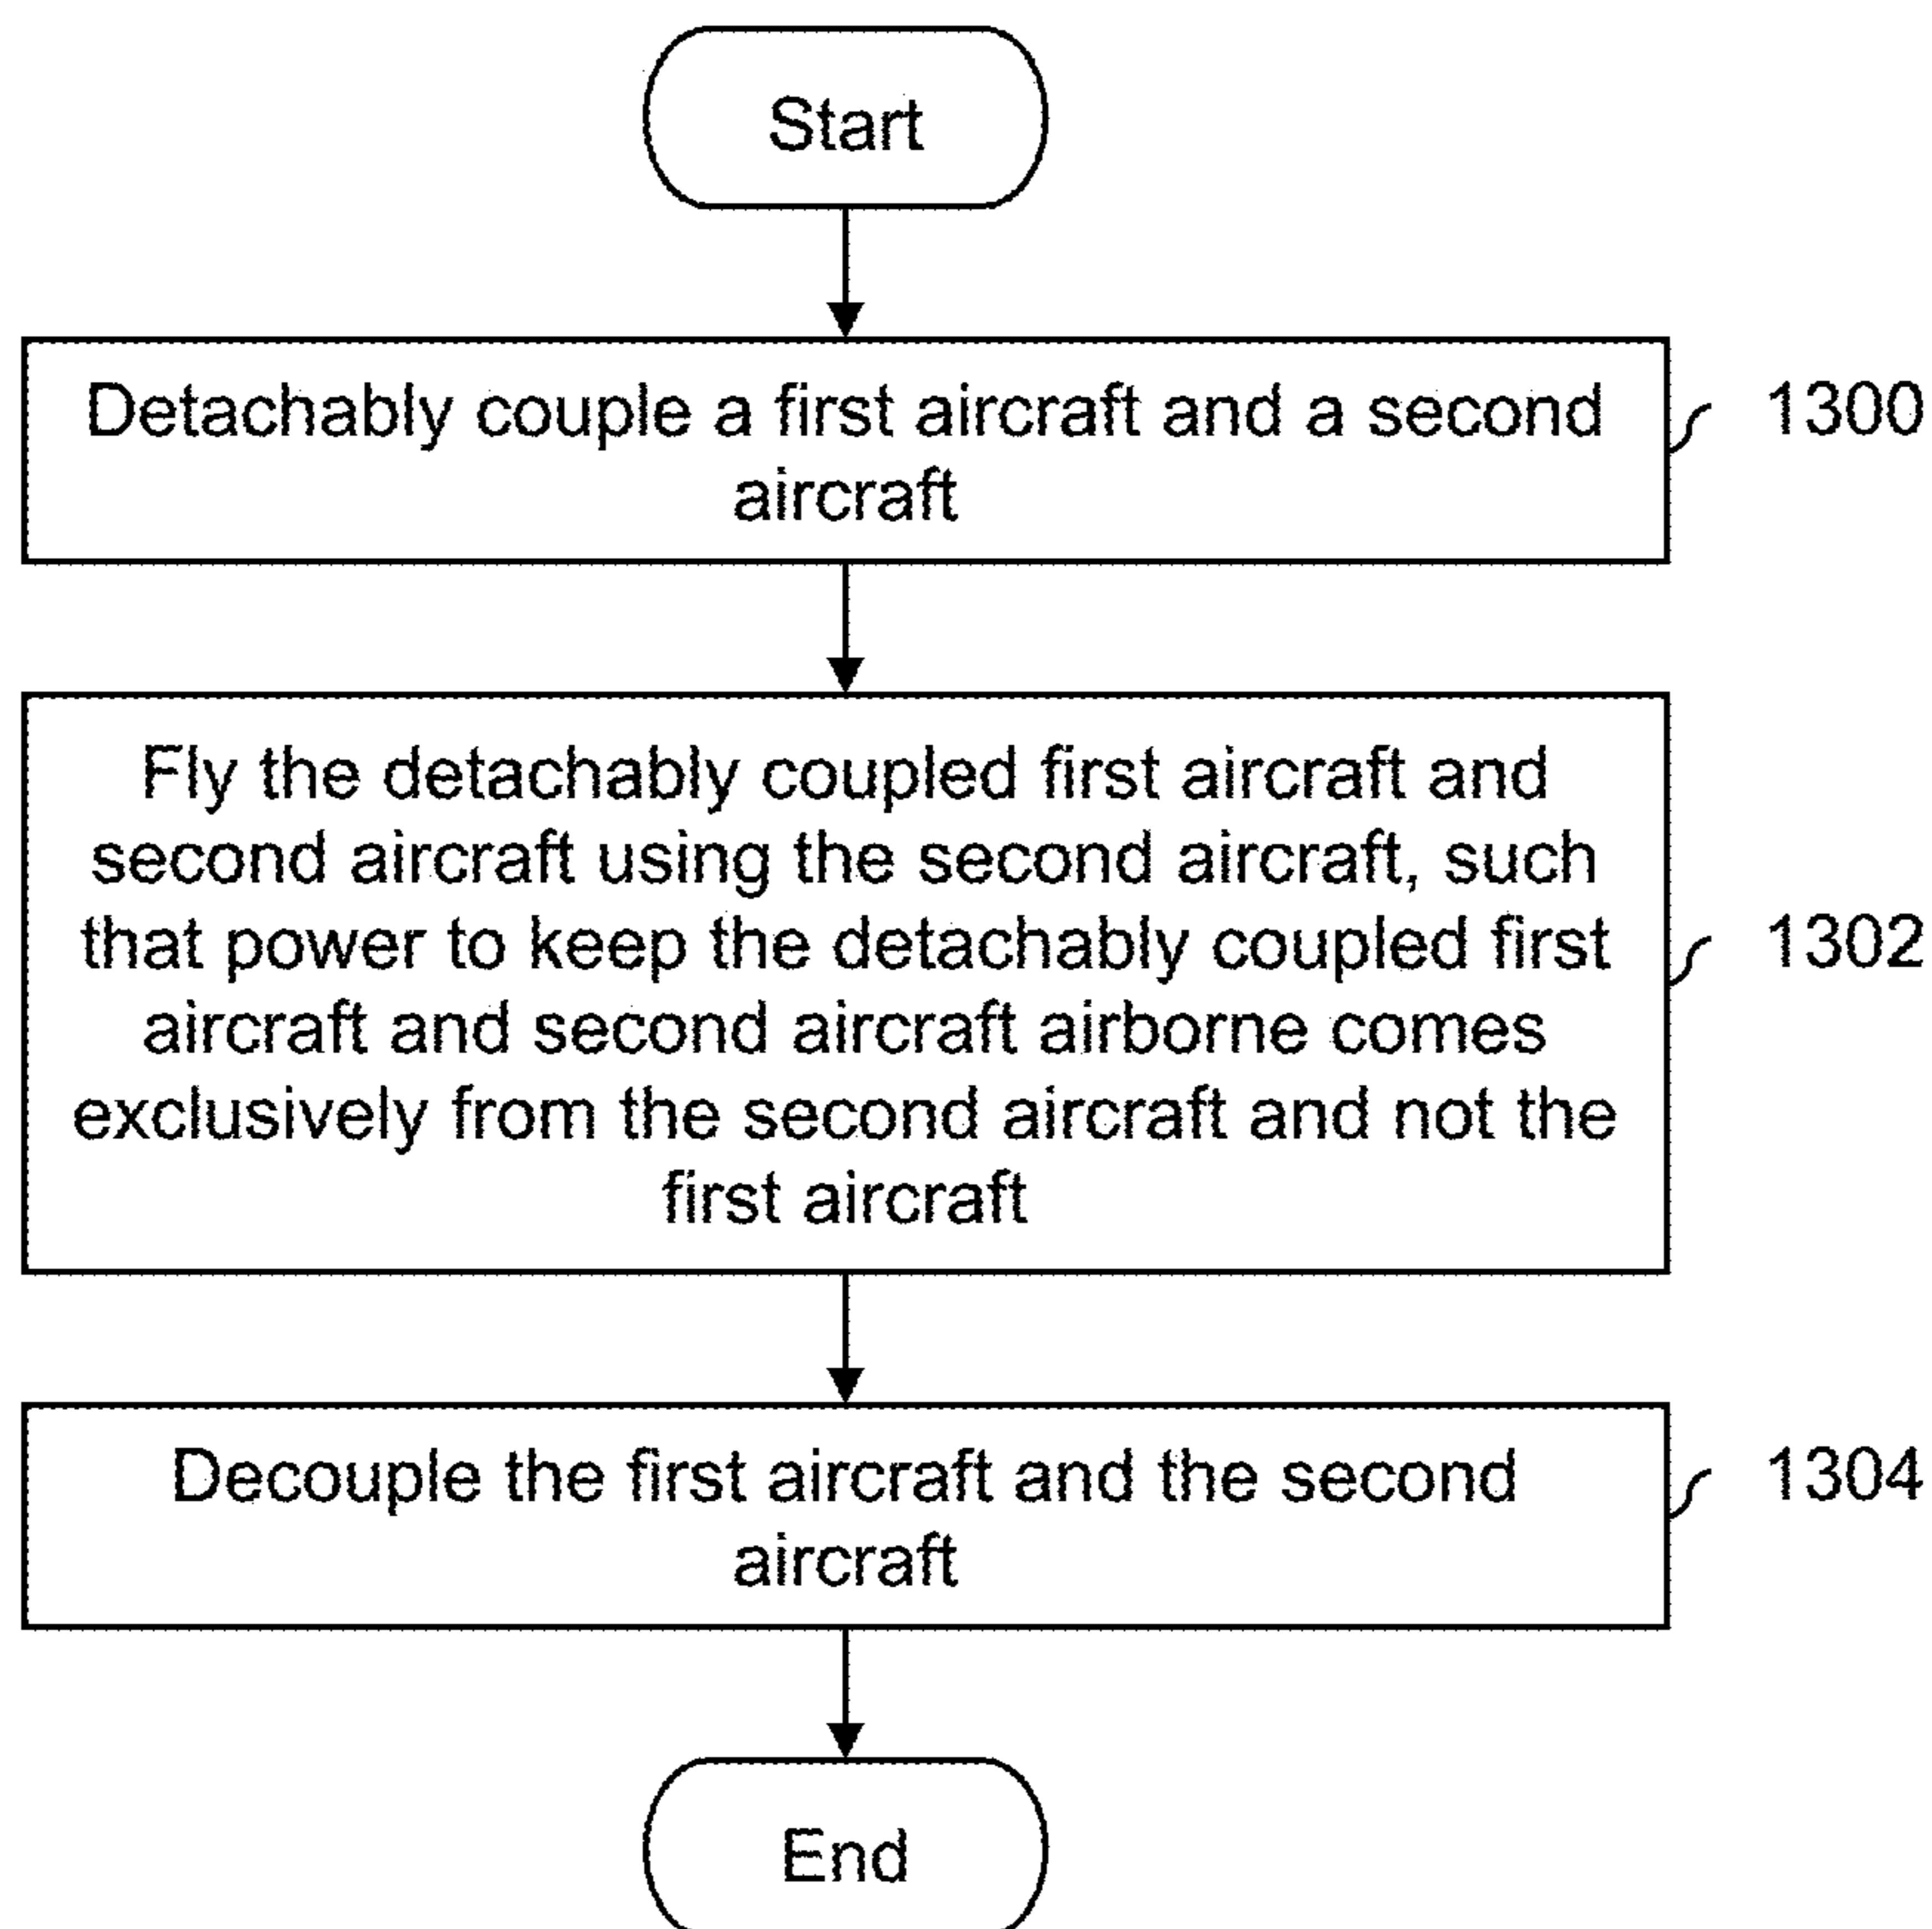 Start
Detachably couple a first aircraft and a second
aircraft
1300
Fly the detachably coupled first aircraft and
second aircraft using the second aircraft, such
that power to keep the detachably coupled first
aircraft and second aircraft airborne comes
exclusively from the second aircraft and not the
first aircraft
1302
Decouple the first aircraft and the second
aircraft
1304
End